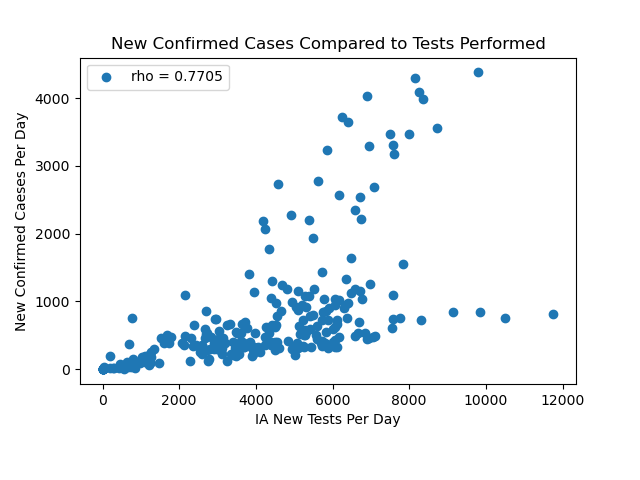 New Confirmed Cases Compared to Tests Performed
rho = 0.7705
New Confirmed Caeses Per Day
4000
3000
2000
1000
0
0 2000 4000 6000 8000 10000 12000
IA New Tests Per Day